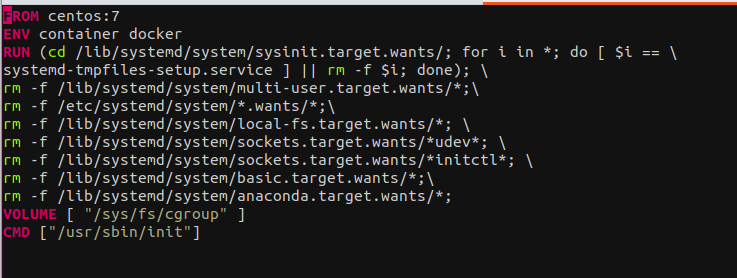 FROM centos:7
ENV container docker
RUN (cd /lib/systemd/system/sysinit.target.wants/; for i in *; do [ $i == \
systemd-tmpfiles-setup.service ] || rm -f $i; done); \
rm -f /lib/systemd/system/multi-user.target.wants/*;\
rm -f /etc/systemd/system/*.wants/*;\
rm -f /lib/systemd/system/local-fs.target.wants/*; \
rm -f /lib/systemd/system/sockets.target.wants/*udev*; \
rm -f /lib/systemd/system/sockets.target.wants/*initctl*; \
rm -f /lib/systemd/system/basic.target.wants/*;\
rm -f /lib/systemd/system/anaconda.target.wants/*;
VOLUME [ "/sys/fs/cgroup" ]
CMD ["/usr/sbin/init"]